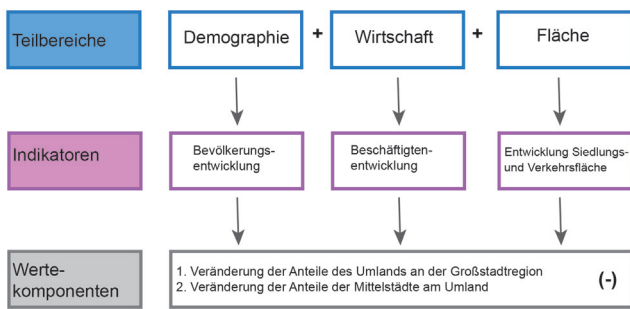 Teilbereiche
Demographie + Wirtschaft + Fläche
Indikatoren
Bevölkerungs-
entwicklung
Beschäftigten-
entwicklung
Entwicklung Siedlungs-
und Verkehrsfläche
Werte-
komponenten
1. Veränderung der Anteile des Umlands an der Großstadtregion
2. Veränderung der Anteile der Mittelstädte am Umland
(-)